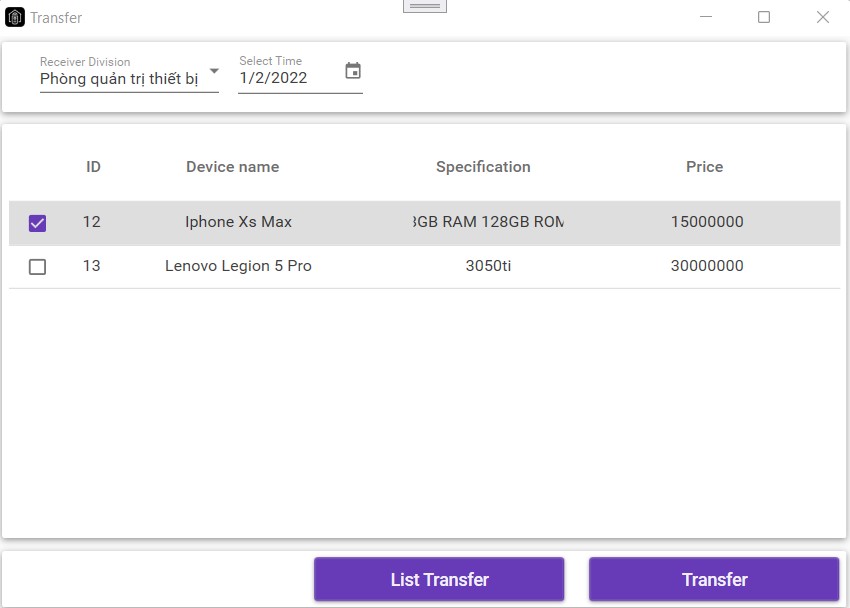 Transfer
Receiver Division
Phòng quản trị thiết bị
Select Time
1/2/2022
ID Device name Specification Price
12 Iphone Xs Max GB RAM 128GB ROM 15000000
13 Lenovo Legion 5 Pro 3050ti 30000000
List Transfer Transfer